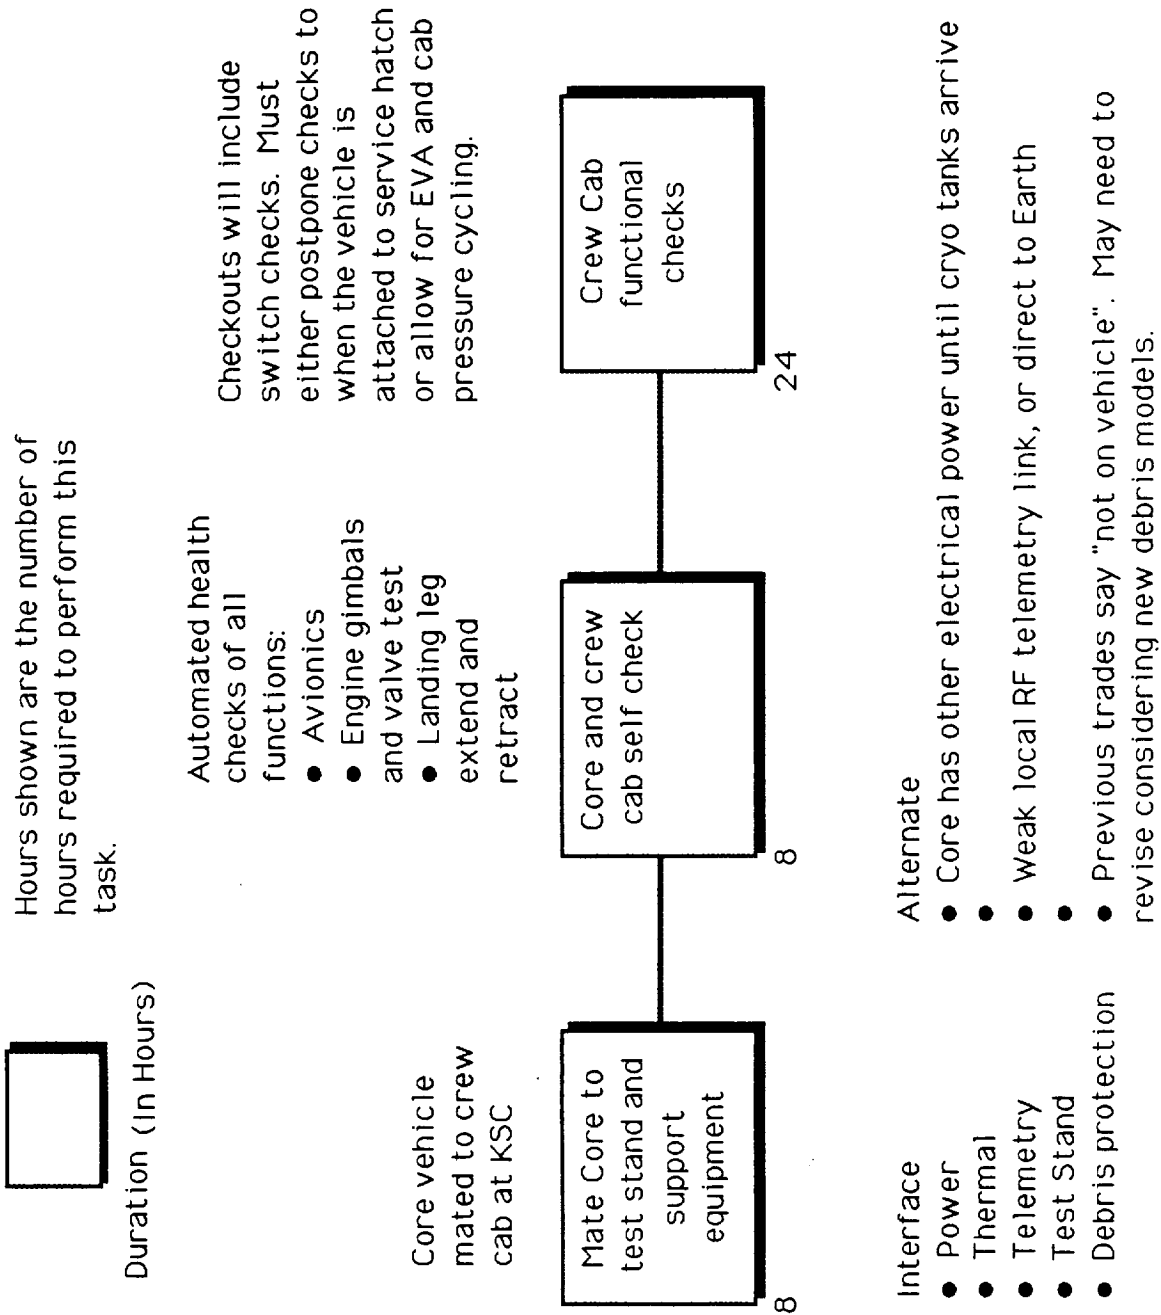 Duration (In Hours)
Hours shown are the number of
hours required to perform this
task.
Core vehicle
mated to crew
cab at KSC
Automated health
checks of all
functions:
● Avionics
● Engine gimbals
and valve test
● Landing leg
extend and
retract
Checkouts will include
switch checks. Must
either postpone checks to
when the vehicle is
attached to service hatch
or allow for EVA and cab
pressure cycling.
Mate Core to
test stand and
support
equipment
8
Core and crew
cab self check
8
Crew Cab
functional
checks
24
Interface
● Power
● Thermal
● Telemetry
● Test Stand
● Debris protection
Alternate
● Core has other electrical power until cryo tanks arrive
●
● Weak local RF telemetry link, or direct to Earth
●
● Previous trades say "not on vehicle". May need to
revise considering new debris models.